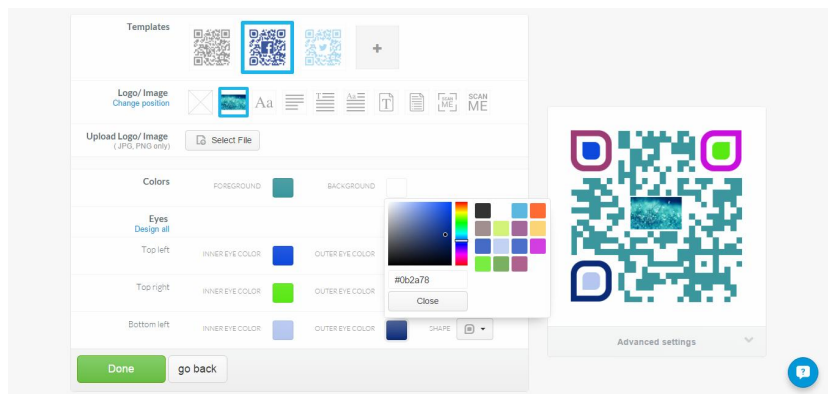 Templates
+
Logo/ Image
Change position
Aa
T
Aa
T
SCAN
ME
SCAN
ME
Upload Logo/ Image
( JPG, PNG only)
Select File
Colors
FOREGROUND
BACKGROUND
Eyes
Design all
Top left
INNER EYE COLOR
OUTER EYE COLOR
#0b2a78
Close
Top right
INNER EYE COLOR
OUTER EYE COLOR
Bottom left
INNER EYE COLOR
OUTER EYE COLOR
SHAPE
Done
go back
Advanced settings
?